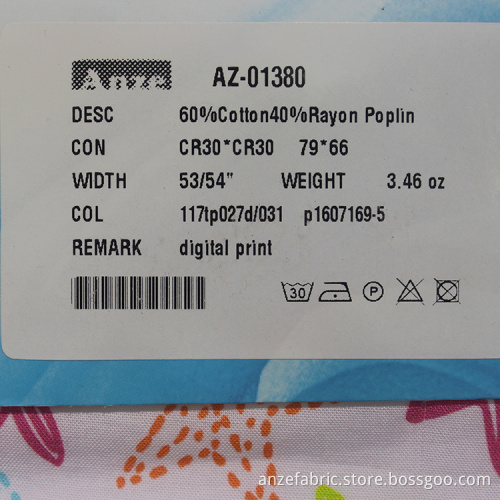 Anze AZ-01380
DESC 60%Cotton40%Rayon Poplin
CON CR30*CR30 79*66
WIDTH 53/54" WEIGHT 3.46 oz
COL 117tp027d/031 p1607169-5
REMARK digital print
30 P
anzefabric.store.bossgoo.com